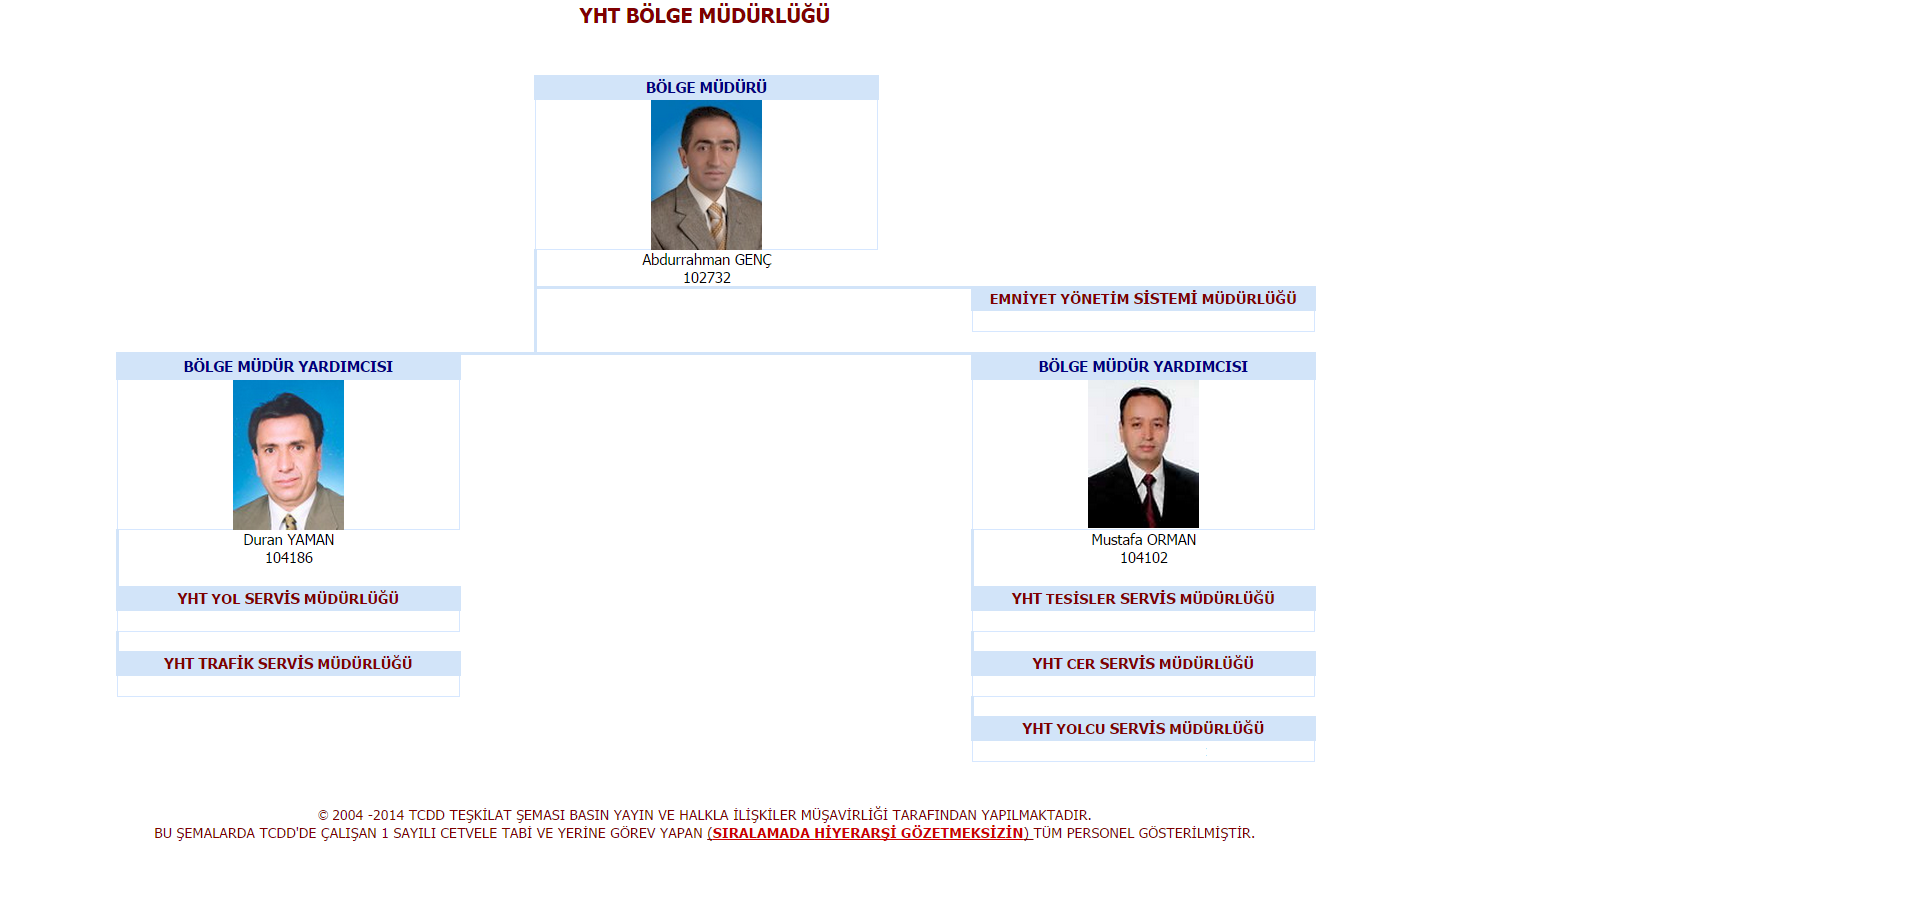 YHT BÖLGE MÜDÜRLÜĞÜ
BÖLGE MÜDÜRÜ
Abdurrahman GENÇ
102732
EMNİYET YÖNETİM SİSTEMİ MÜDÜRLÜĞÜ
BÖLGE MÜDÜR YARDIMCISI
Duran YAMAN
104186
YHT YOL SERVİS MÜDÜRLÜĞÜ
YHT TRAFİK SERVİS MÜDÜRLÜĞÜ
BÖLGE MÜDÜR YARDIMCISI
Mustafa ORMAN
104102
YHT TESİSLER SERVİS MÜDÜRLÜĞÜ
YHT CER SERVİS MÜDÜRLÜĞÜ
YHT YOLCU SERVİS MÜDÜRLÜĞÜ
© 2004 -2014 TCDD TEŞKİLAT ŞEMASI BASIN YAYIN VE HALKLA İLİŞKİLER MÜŞAVİRLİĞİ TARAFINDAN YAPILMAKTADIR.
BU ŞEMALARDA TCDD'DE ÇALIŞAN 1 SAYILI CETVELE TABİ VE YERİNE GÖREV YAPAN (SIRALAMADA HİYERARŞİ GÖZETMEKSİZİN) TÜM PERSONEL GÖSTERİLMİŞTİR.